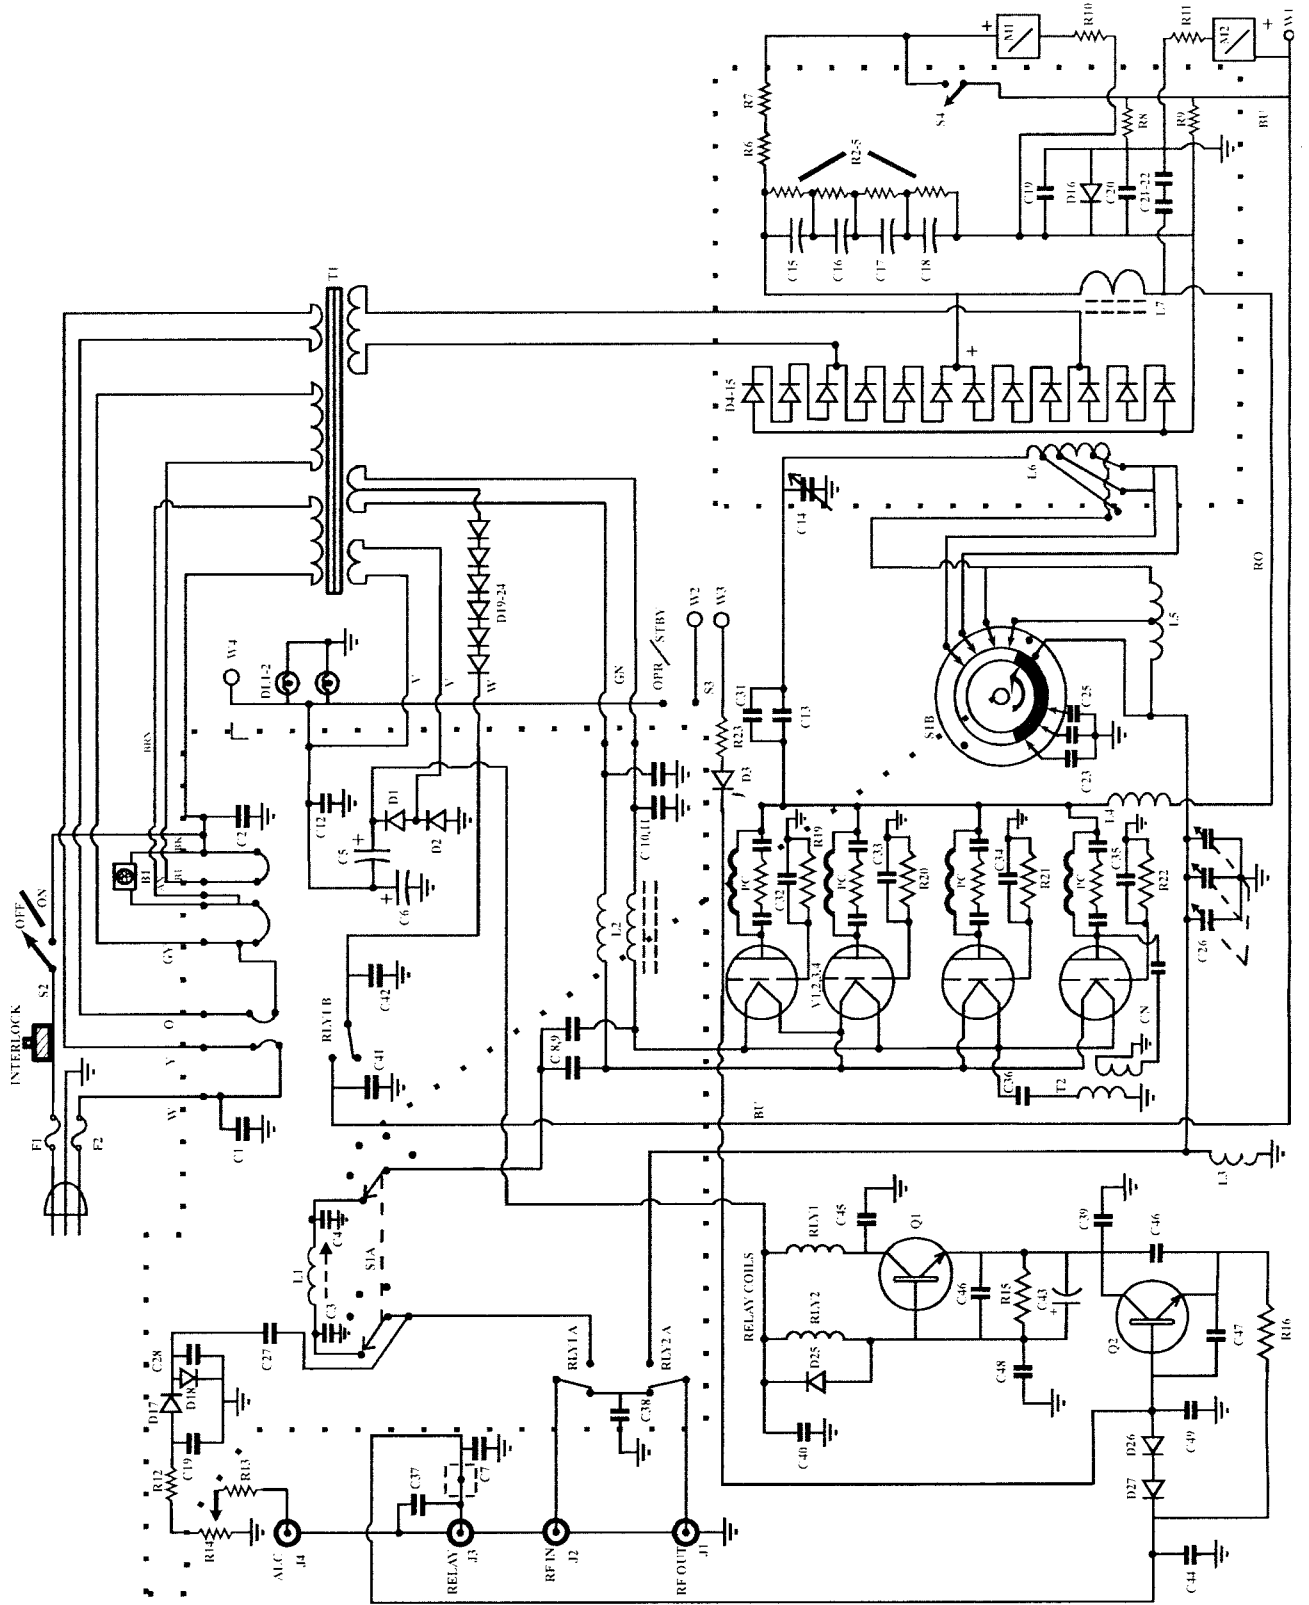 R10
R11
M1
+
M2
+
W1
S4
R7
R6
R2-5
R8
R9
BU
C19
D16
C20
C21-22
C15
C16
C17
C18
L7
+
D4-15
L6
C14
RO
T1
BRN
W4
DL1-2
V
V
W
D19-24
GN
OPR
STBY
W2
W3
S3
C31
C13
R23
D3
S1B
L5
C25
C23
L4
OFF
ON
S2
INTERLOCK
F1
F2
B1
BK
BU
GY
O
Y
W
C2
C1
C12
D1
D2
+
C5
+
C6
C10,11
L2
C42
RLY1B
C41
C8,9
PC
PC
PC
PC
R19
C32
C33
R20
C34
R21
C35
R22
V1,2,3,4
CN
C36
T2
C26
BU
L3
L1
C3
C4
S1A
C27
C28
D17
D18
C19
R12
R13
R14
ALC
J4
C37
C7
RELAY
J3
RF IN
J2
RF OUT
J1
RLY1A
RLY2 A
C38
RELAY COILS
RLY1
RLY2
C45
Q1
D25
C46
R15
C43
+
C48
C40
C39
C46
Q2
C47
R16
D26
D27
C49
C44